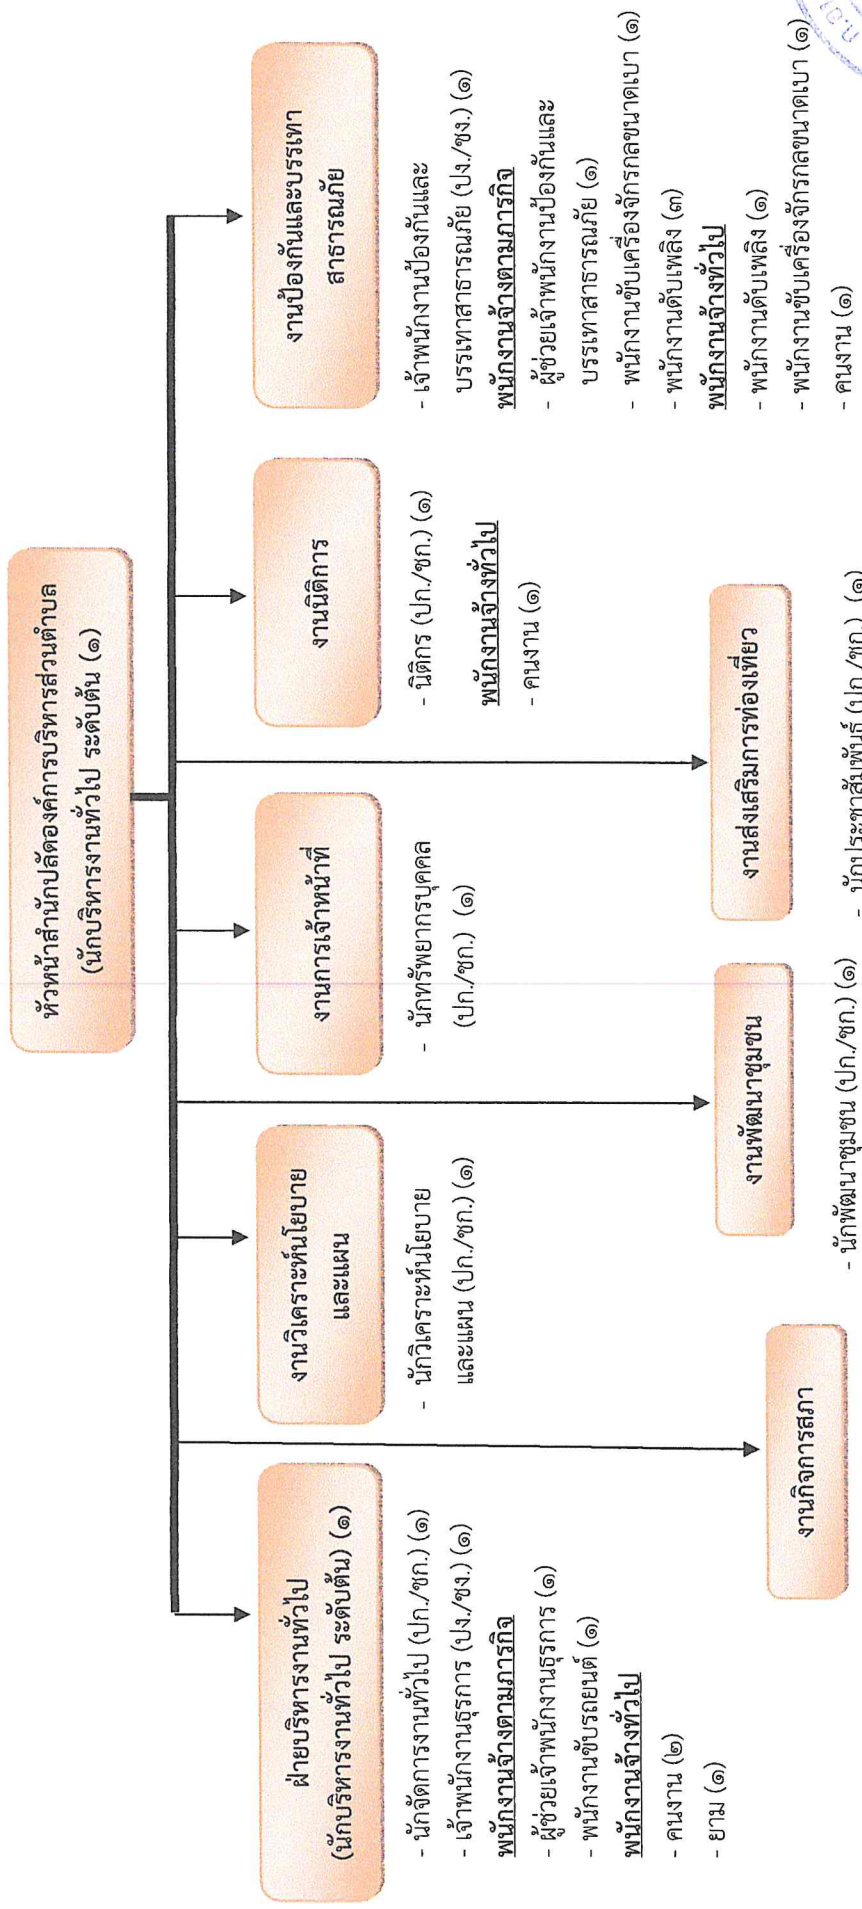 หัวหน้าสำนักปลัดองค์การบริหารส่วนตำบล
(นักบริหารงานทั่วไป ระดับต้น (๑)
ฝ่ายบริหารงานทั่วไป
(นักบริหารงานทั่วไป ระดับต้น) (๑)
- นักจัดการงานทั่วไป (ปก./ชก.) (๑)
- เจ้าพนักงานธุรการ (ปง./ชง.) (๑)
พนักงานจ้างตามภารกิจ
- ผู้ช่วยเจ้าพนักงานธุรการ (๑)
- พนักงานขับรถยนต์ (๑)
พนักงานจ้างทั่วไป
- คนงาน (๒)
- ยาม (๑)
งานวิเคราะห์นโยบาย
และแผน
- นักวิเคราะห์นโยบาย
และแผน (ปก./ชก.) (๑)
งานการเจ้าหน้าที่
- นักทรัพยากรบุคคล
(ปก./ชก.) (๑)
งานนิติการ
- นิติกร (ปก./ชก.) (๑)
พนักงานจ้างทั่วไป
- คนงาน (๑)
งานป้องกันและบรรเทา
สาธารณภัย
- เจ้าพนักงานป้องกันและ
บรรเทาสาธารณภัย (ปง./ชง.) (๑)
พนักงานจ้างตามภารกิจ
- ผู้ช่วยเจ้าพนักงานป้องกันและ
บรรเทาสาธารณภัย (๑)
- พนักงานขับเครื่องจักรกลขนาดเบา (๑)
- พนักงานดับเพลิง (๓)
พนักงานจ้างทั่วไป
- พนักงานดับเพลิง (๑)
- พนักงานขับเครื่องจักรกลขนาดเบา (๑)
- คนงาน (๑)
งานกิจการสภา
งานพัฒนาชุมชน
- นักพัฒนาชุมชน (ปก./ชก.) (๑)
งานส่งเสริมการท่องเที่ยว
- นักประชาสัมพันธ์ (ปก./ชก.) (๑)